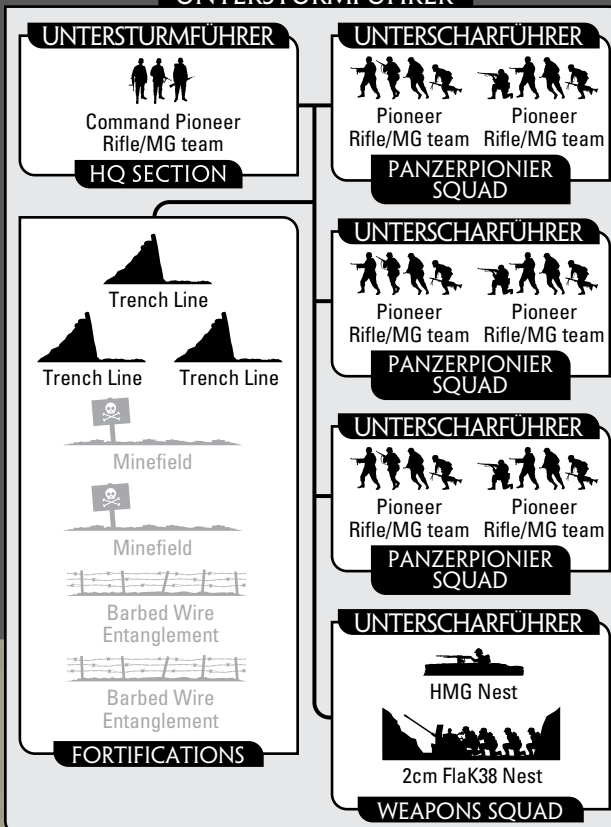 UNTERSTURMFÜHRER
UNTERSTURMFÜHRER
Command Pioneer
Rifle/MG team
HQ SECTION
Trench Line
Trench Line
Trench Line
Minefield
Minefield
Barbed Wire
Entanglement
Barbed Wire
Entanglement
FORTIFICATIONS
UNTERSCHARFÜHRER
Pioneer
Rifle/MG team
Pioneer
Rifle/MG team
PANZERPIONIER
SQUAD
UNTERSCHARFÜHRER
Pioneer
Rifle/MG team
Pioneer
Rifle/MG team
PANZERPIONIER
SQUAD
UNTERSCHARFÜHRER
Pioneer
Rifle/MG team
Pioneer
Rifle/MG team
PANZERPIONIER
SQUAD
UNTERSCHARFÜHRER
HMG Nest
2cm FlaK38 Nest
WEAPONS SQUAD